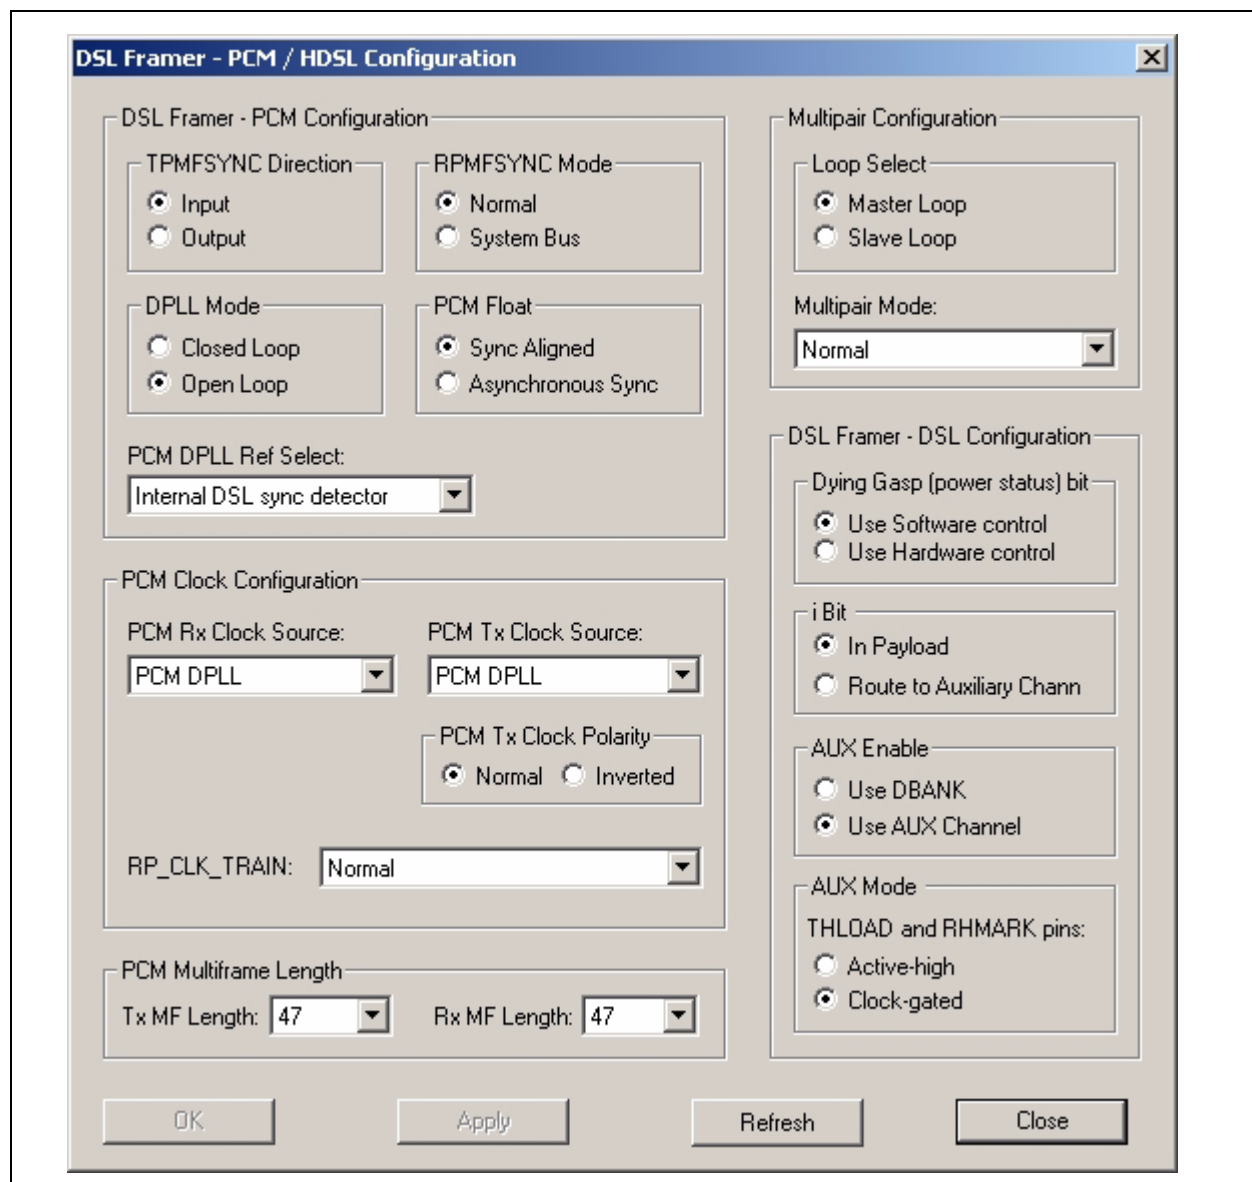 DSL Framer - PCM / HDSL Configuration
DSL Framer - PCM Configuration
TPMFSYNC Direction
Input
Output
RPMFSYNC Mode
Normal
System Bus
DPLL Mode
Closed Loop
Open Loop
PCM Float
Sync Aligned
Asynchronous Sync
PCM DPLL Ref Select:
Internal DSL sync detector
PCM Clock Configuration
PCM Rx Clock Source:
PCM DPLL
PCM Tx Clock Source:
PCM DPLL
PCM Tx Clock Polarity
Normal Inverted
RP_CLK_TRAIN: Normal
PCM Multiframe Length
Tx MF Length: 47 Rx MF Length: 47
Multipair Configuration
Loop Select
Master Loop
Slave Loop
Multipair Mode:
Normal
DSL Framer - DSL Configuration
Dying Gasp (power status) bit
Use Software control
Use Hardware control
i Bit
In Payload
Route to Auxiliary Chann
AUX Enable
Use DBANK
Use AUX Channel
AUX Mode
THLOAD and RHMARK pins:
Active-high
Clock-gated
OK Apply Refresh Close